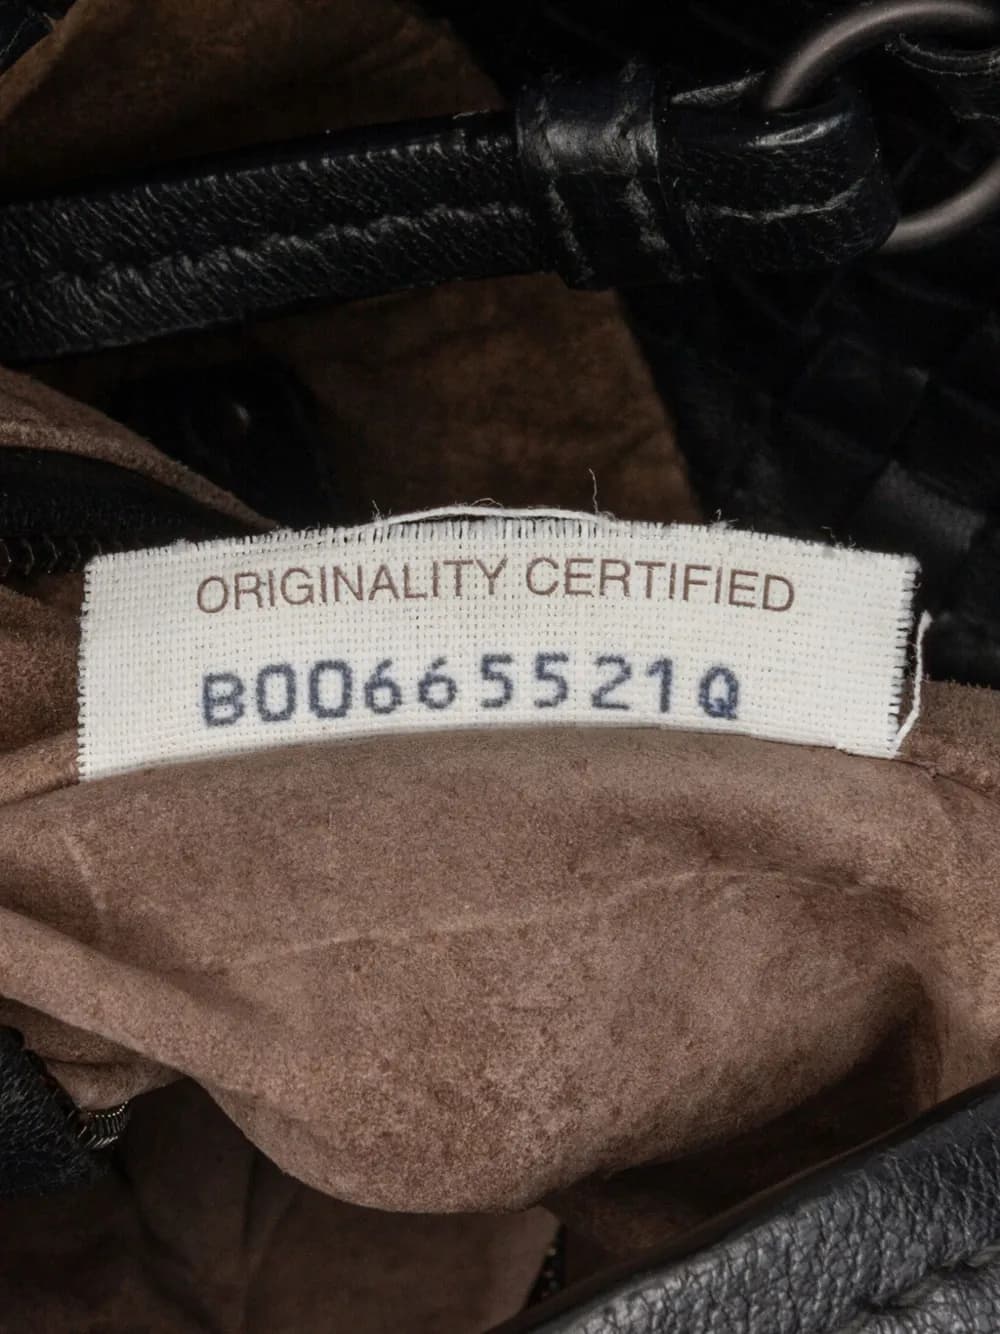 ORIGINALITY CERTIFIED
B00665521Q